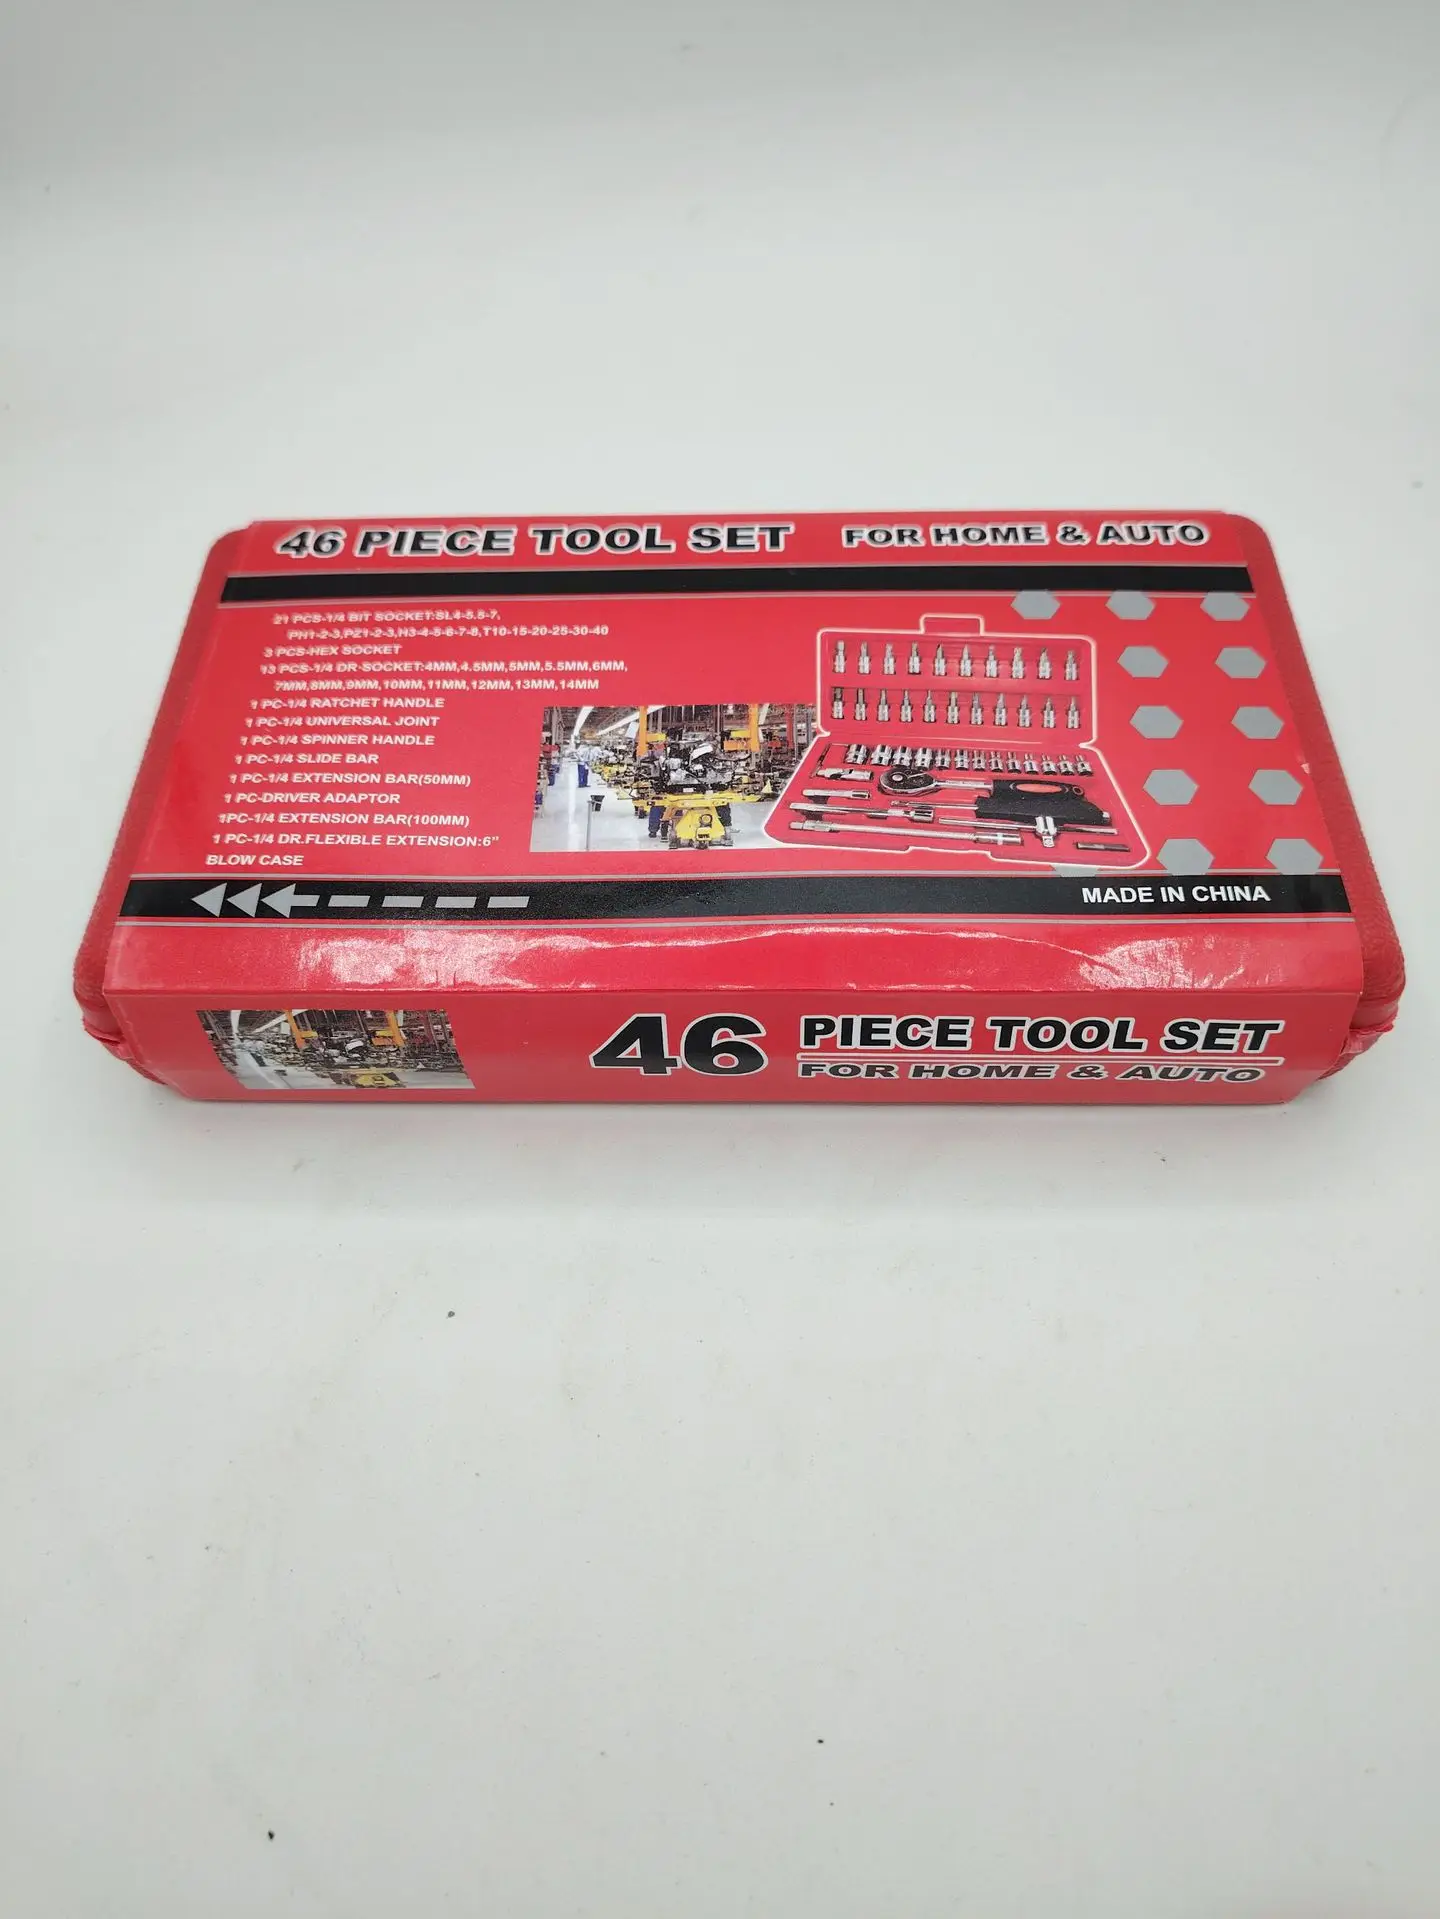 46 PIECE TOOL SET FOR HOME & AUTO
21 PCS-1/4 BIT SOCKET:SL4-5.5-7,
PH1-2-3,PZ1-2-3,H3-4-5-6-7-8,T10-15-20-25-30-40
3 PCS-HEX SOCKET
13 PCS-1/4 DR SOCKET:4MM,4.5MM,5MM,5.5MM,6MM,
7MM,8MM,9MM,10MM,11MM,12MM,13MM,14MM
1 PC-1/4 RATCHET HANDLE
1 PC-1/4 UNIVERSAL JOINT
1 PC-1/4 SPINNER HANDLE
1 PC-1/4 SLIDE BAR
1 PC-1/4 EXTENSION BAR(50MM)
1 PC-DRIVER ADAPTOR
1PC-1/4 EXTENSION BAR(100MM)
1 PC-1/4 DR.FLEXIBLE EXTENSION:6"
BLOW CASE
MADE IN CHINA
46 PIECE TOOL SET
FOR HOME & AUTO